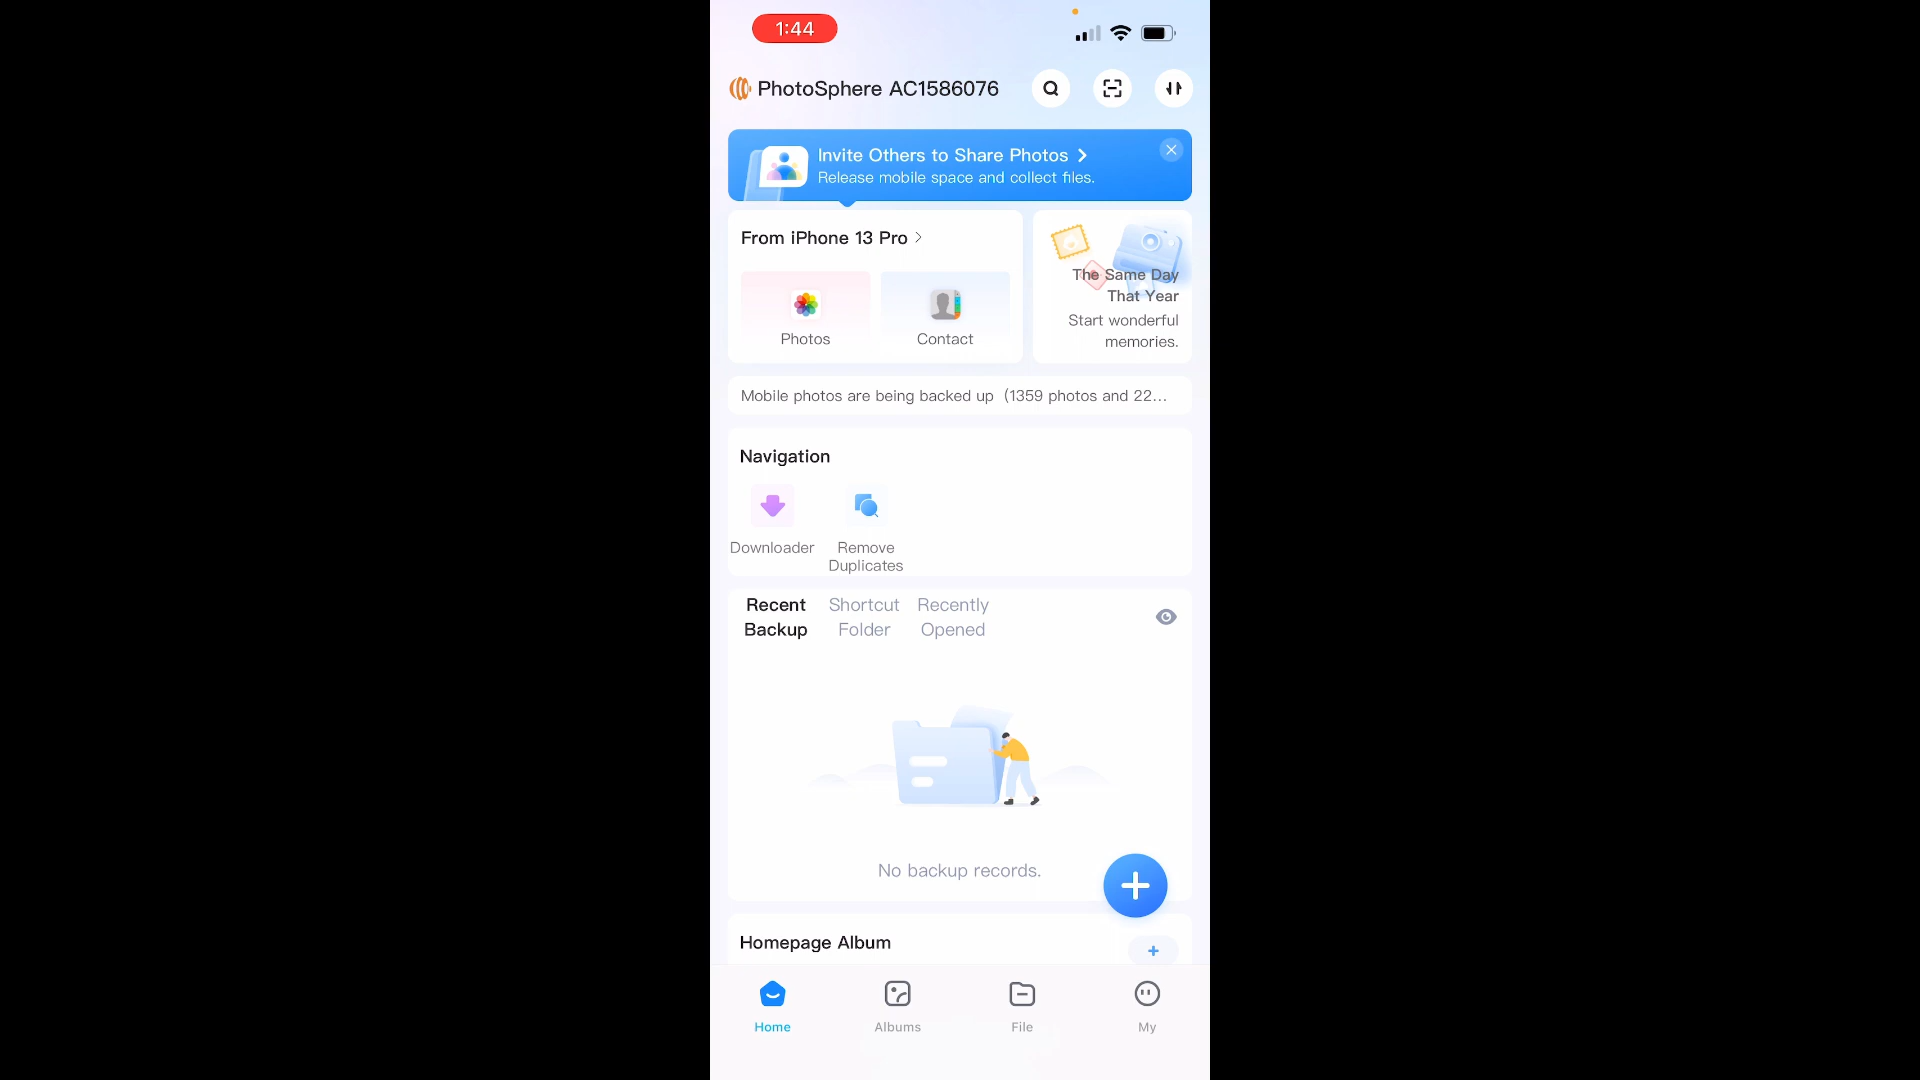 1:44
PhotoSphere AC1586076
Invite Others to Share Photos
Release mobile space and collect files.
From iPhone 13 Pro
Photos
Contact
The Same Day
That Year
Start wonderful
memories.
Mobile photos are being backed up（1359 photos and 22...
Navigation
Downloader
Remove
Duplicates
Recent
Backup
Shortcut
Folder
Recently
Opened
No backup records.
Homepage Album
Home
Albums
File
My